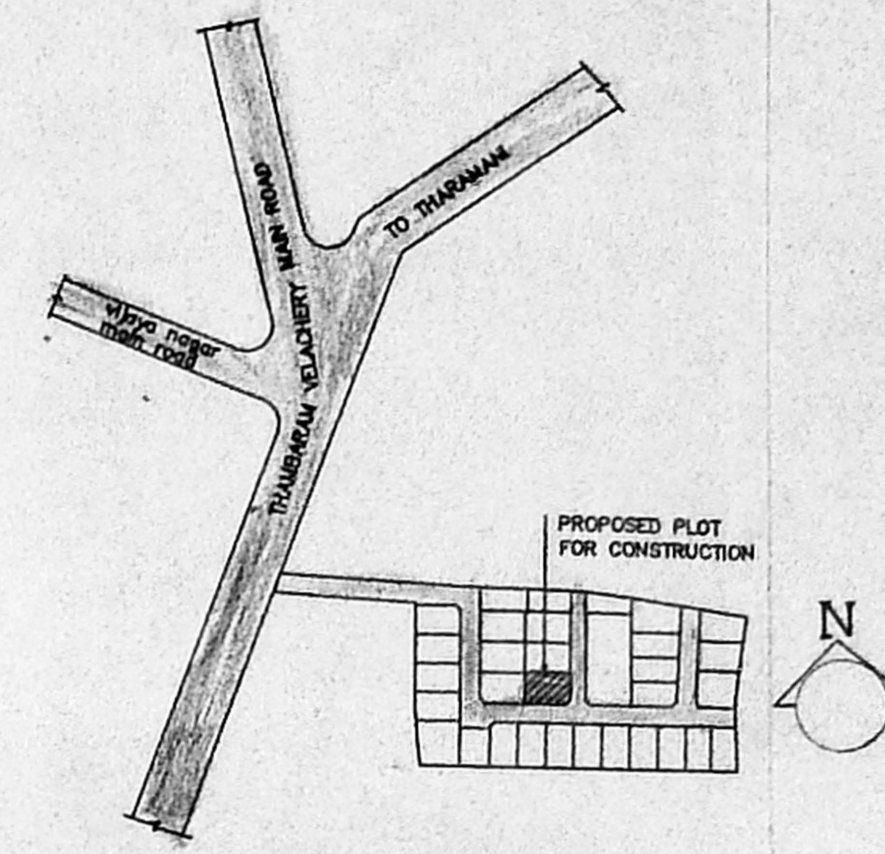 THAMBARAM VELACHERY MAIN ROAD
TO THARAMANI
vijaya nagar
main road
PROPOSED PLOT
FOR CONSTRUCTION
N